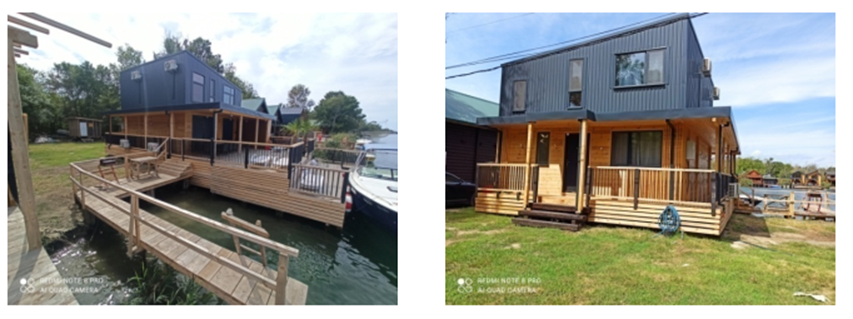 REDMI NOTE 8 PRO
AI QUAD CAMERA
REDMI NOTE 8 PRO
AI QUAD CAMERA